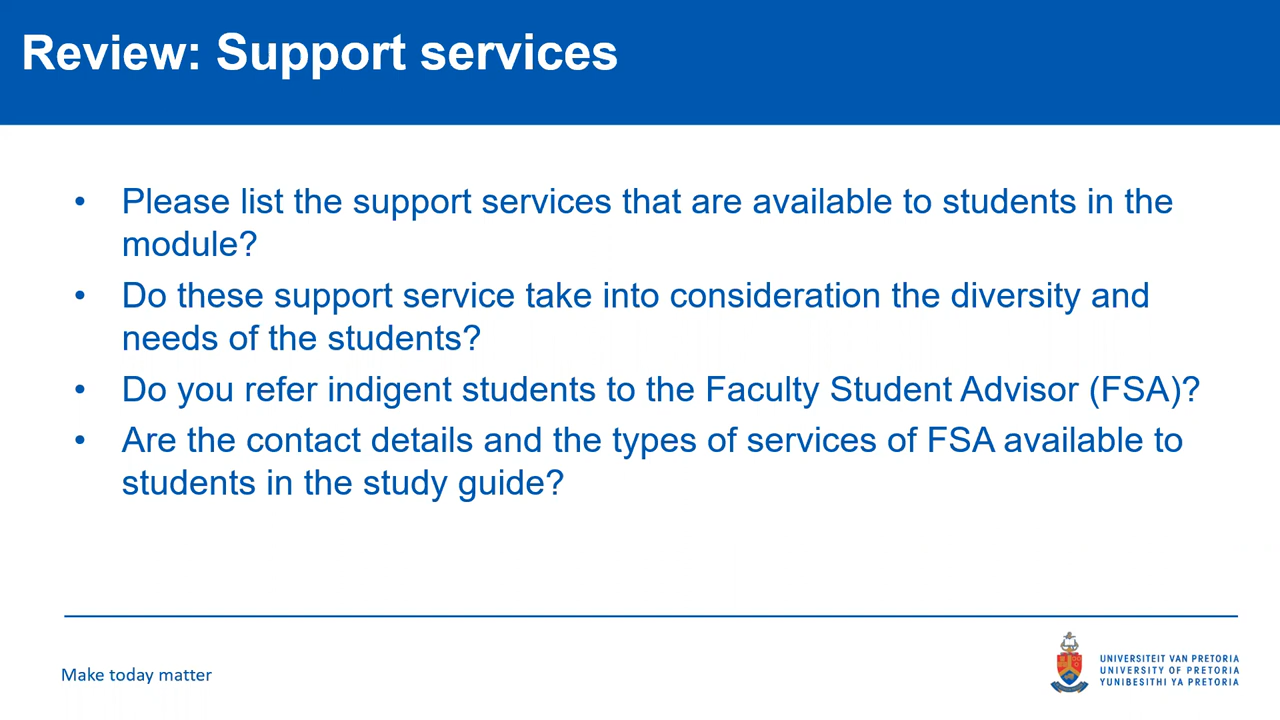 Review: Support services
• Please list the support services that are available to students in the
module?
• Do these support service take into consideration the diversity and
needs of the students?
• Do you refer indigent students to the Faculty Student Advisor (FSA)?
• Are the contact details and the types of services of FSA available to
students in the study guide?
Make today matter
UNIVERSITEIT VAN PRETORIA
UNIVERSITY OF PRETORIA
YUNIBESITHI YA PRETORIA